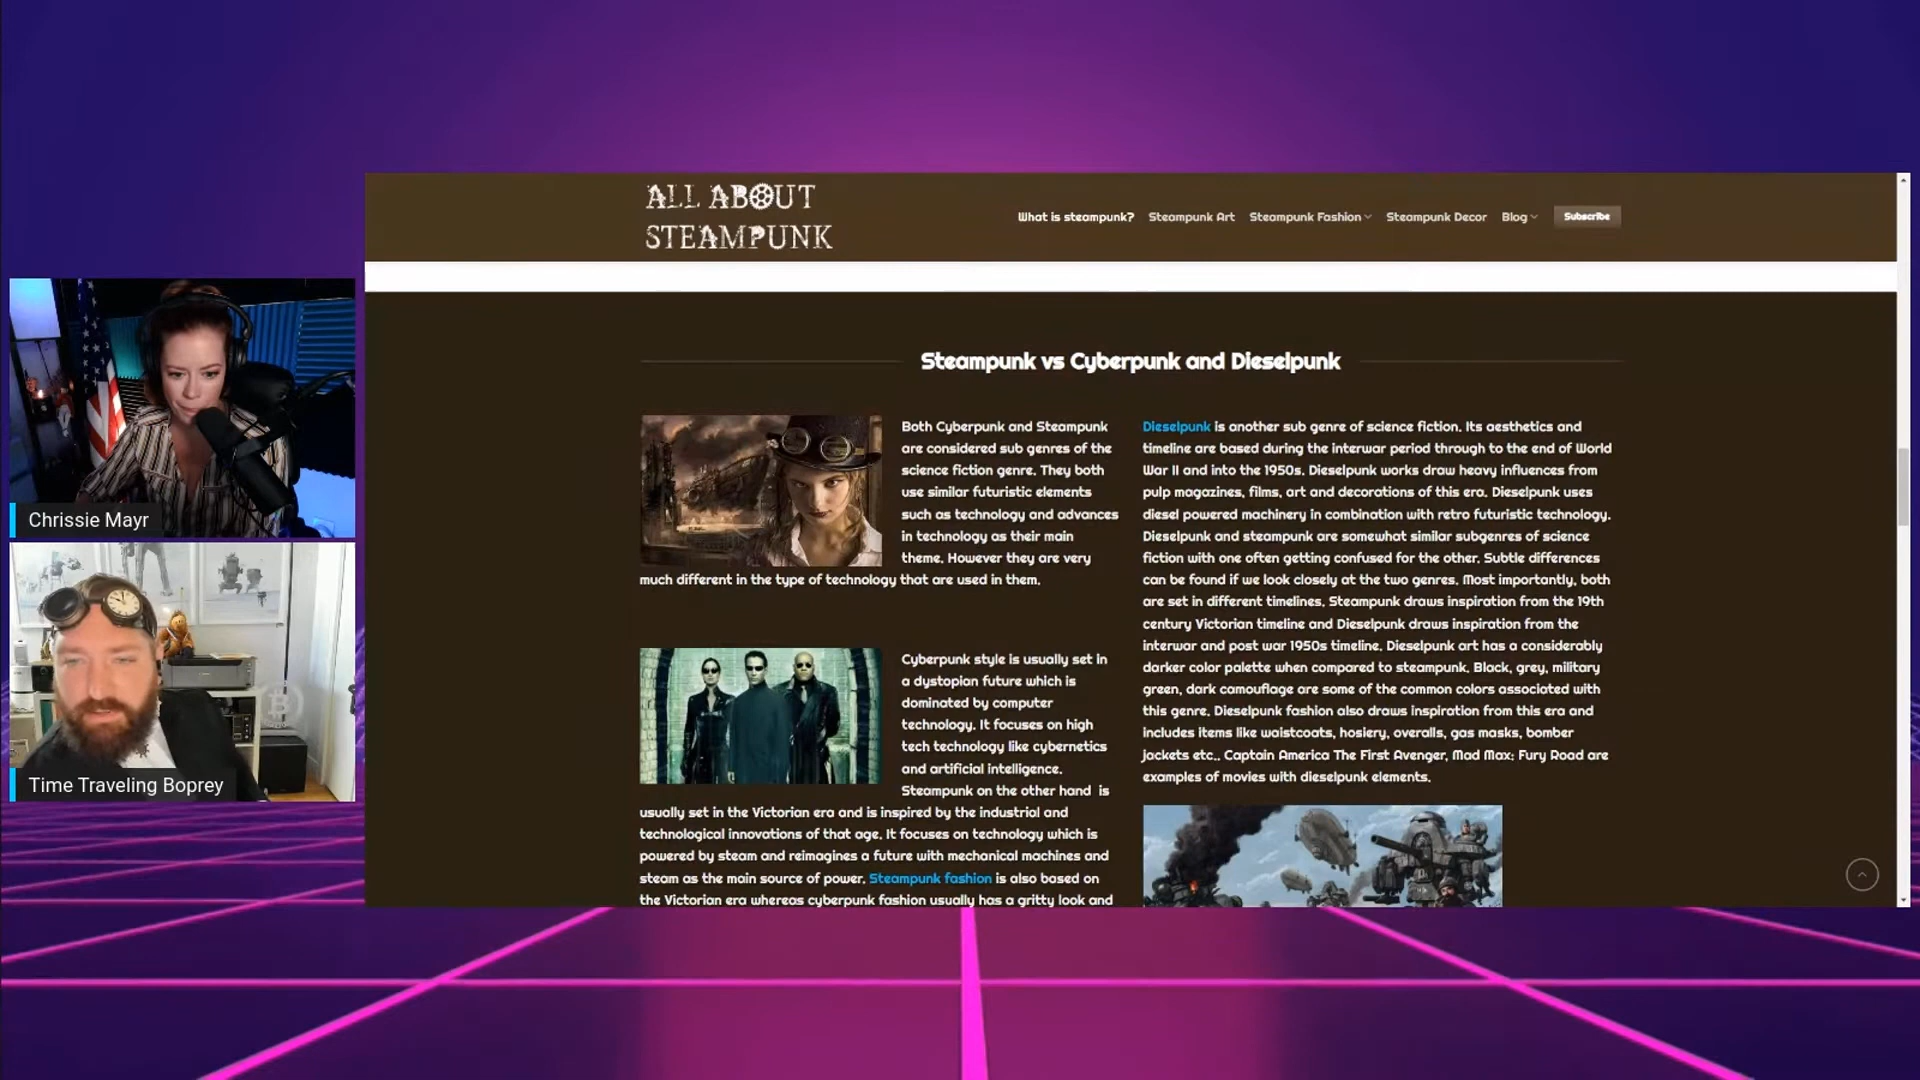 ALL ABOUT
STEAMPUNK
What is steampunk?
Steampunk Art
Steampunk Fashion
Steampunk Decor
Blog
Subscribe
Steampunk vs Cyberpunk and Dieselpunk
Both Cyberpunk and Steampunk
are considered sub genres of the
science fiction genre. They both
use similar futuristic elements
such as technology and advances
in technology as their main
theme. However they are very
much different in the type of technology that are used in them.
Cyberpunk style is usually set in
a dystopian future which is
dominated by computer
technology. It focuses on high
tech technology like cybernetics
and artificial intelligence.
Steampunk on the other hand is
usually set in the Victorian era and is inspired by the industrial and
technological innovations of that age. It focuses on technology which is
powered by steam and reimagines a future with mechanical machines and
steam as the main source of power. Steampunk fashion is also based on
the Victorian era whereas cyberpunk fashion usually has a gritty look and
Dieselpunk is another sub genre of science fiction. Its aesthetics and
timeline are based during the interwar period through to the end of World
War II and into the 1950s. Dieselpunk works draw heavy influences from
pulp magazines, films, art and decorations of this era. Dieselpunk uses
diesel powered machinery in combination with retro futuristic technology.
Dieselpunk and steampunk are somewhat similar subgenres of science
fiction with one often getting confused for the other. Subtle differences
can be found if we look closely at the two genres. Most importantly, both
are set in different timelines. Steampunk draws inspiration from the 19th
century Victorian timeline and Dieselpunk draws inspiration from the
interwar and post war 1950s timeline. Dieselpunk art has a considerably
darker color palette when compared to steampunk. Black, grey, military
green, dark camouflage are some of the common colors associated with
this genre. Dieselpunk fashion also draws inspiration from this era and
includes items like waistcoats, hosiery, overalls, gas masks, bomber
jackets etc.. Captain America The First Avenger, Mad Max: Fury Road are
examples of movies with dieselpunk elements.
Chrissie Mayr
Time Traveling Boprey